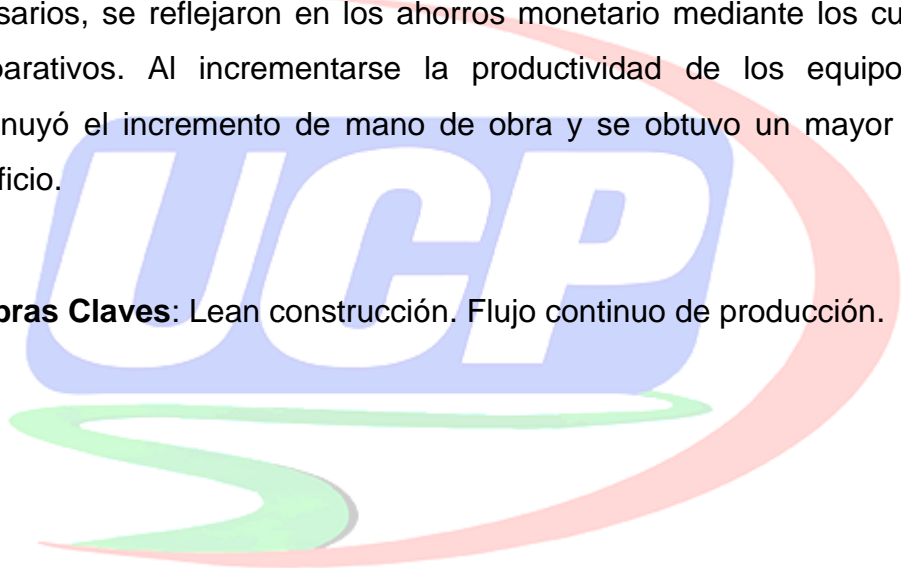 sarios, se reflejaron en los ahorros monetario mediante los cu
parativos. Al incrementarse la productividad de los equipo
nuyó el incremento de mano de obra y se obtuvo un mayor
ficio.
UCP
bras Claves: Lean construcción. Flujo continuo de producción.